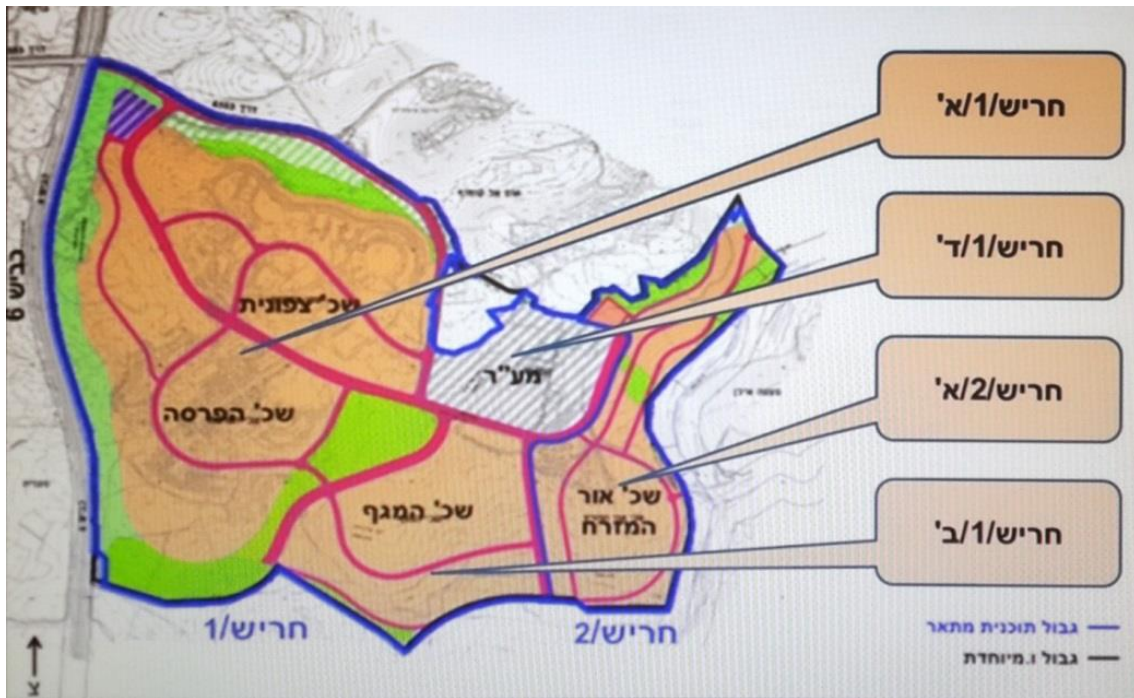 חריש/1/א'
חריש/1/ד'
חריש/2/א'
חריש/1/ב'
כביש 6
שכ' צפונית
שכ' הפרסה
מע"ר
שכ' המגף
שכ' אור
המזרח
חריש/1
חריש/2
גבול תוכנית מתאר
גבול ו.מיוחדת
צ